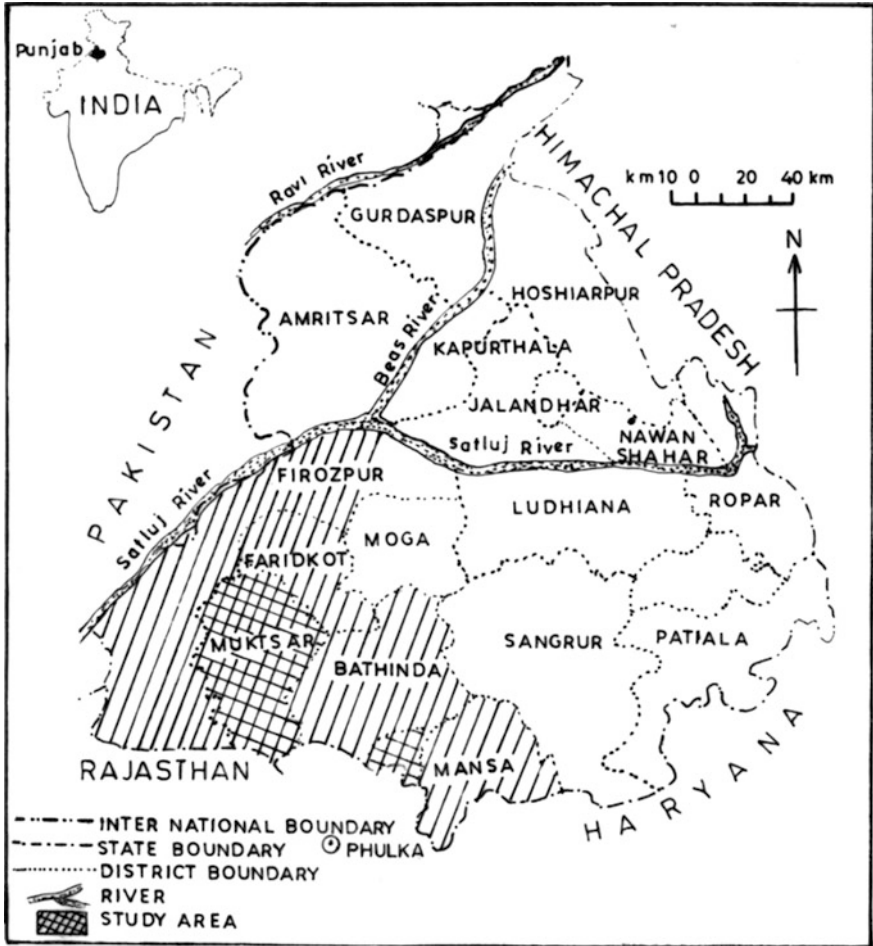 Punjab
INDIA
HIMACHAL PRADESH
km 10 0 20 40 km
N
Ravi River
GURDASPUR
HOSHIARPUR
AMRITSAR
Beas River
KAPURTHALA
PAKISTAN
JALANDHAR
NAWAN
SHAHAR
Satluj River
Satluj River
FIROZPUR
LUDHIANA
ROPAR
MOGA
FARIDKOT
MUKTSAR
BATHINDA
SANGRUR
PATIALA
MANSA
RAJASTHAN
HARYANA
INTER NATIONAL BOUNDARY
STATE BOUNDARY
PHULKA
DISTRICT BOUNDARY
RIVER
STUDY AREA